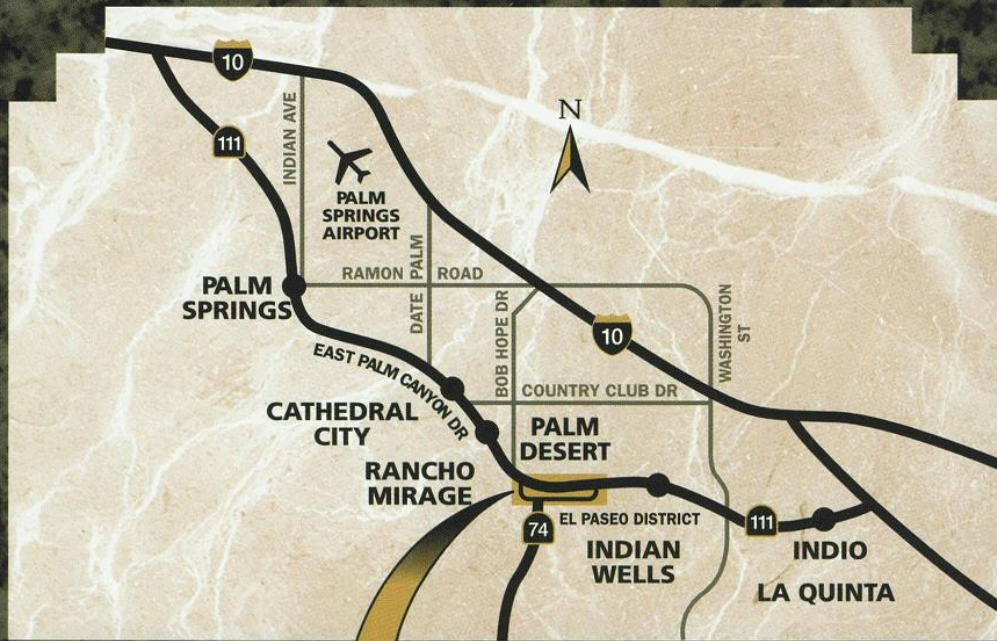 10
N
INDIAN AVE
111
PALM
SPRINGS
AIRPORT
RAMON ROAD
DATE PALM
PALM
SPRINGS
BOB HOPE DR
WASHINGTON
ST
10
EAST PALM CANYON DR
COUNTRY CLUB DR
CATHEDRAL
CITY
PALM
DESERT
RANCHO
MIRAGE
74
EL PASEO DISTRICT
111
INDIAN
WELLS
INDIO
LA QUINTA